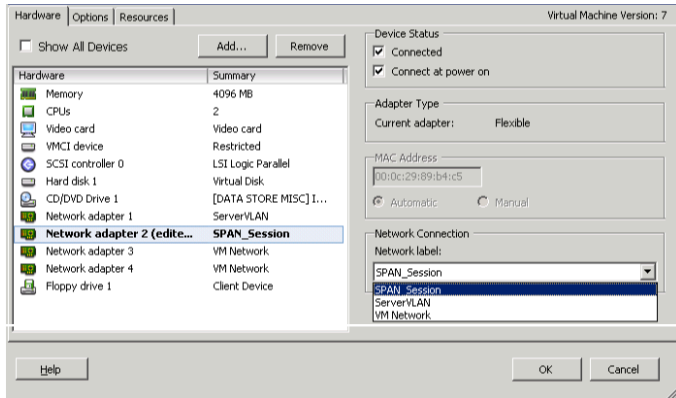 Hardware Options Resources Virtual Machine Version: 7
Show All Devices Add... Remove
Hardware Summary
Memory 4096 MB
CPUs 2
Video card Video card
VMCI device Restricted
SCSI controller 0 LSI Logic Parallel
Hard disk 1 Virtual Disk
CD/DVD Drive 1 [DATA STORE MISC] I...
Network adapter 1 ServerVLAN
Network adapter 2 (edite... SPAN_Session
Network adapter 3 VM Network
Network adapter 4 VM Network
Floppy drive 1 Client Device
Device Status
Connected
Connect at power on
Adapter Type
Current adapter: Flexible
MAC Address
00:0c:29:89:b4:c5
Automatic Manual
Network Connection
Network label:
SPAN_Session
SPAN_Session
ServerVLAN
VM Network
Help OK Cancel